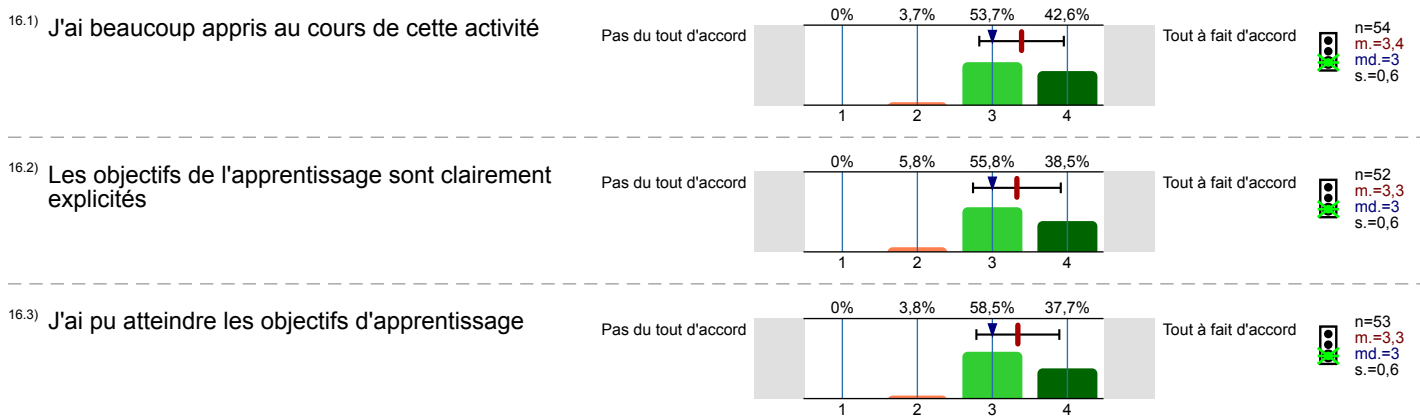 0% 3,7% 53,7% 42,6%
16.1) J'ai beaucoup appris au cours de cette activité
Pas du tout d'accord
Tout à fait d'accord
n=54
m.=3,4
md.=3
s.=0,6
1 2 3 4
0% 5,8% 55,8% 38,5%
16.2) Les objectifs de l'apprentissage sont clairement
explicités
Pas du tout d'accord
Tout à fait d'accord
n=52
m.=3,3
md.=3
s.=0,6
1 2 3 4
0% 3,8% 58,5% 37,7%
16.3) J'ai pu atteindre les objectifs d'apprentissage
Pas du tout d'accord
Tout à fait d'accord
n=53
m.=3,3
md.=3
s.=0,6
1 2 3 4